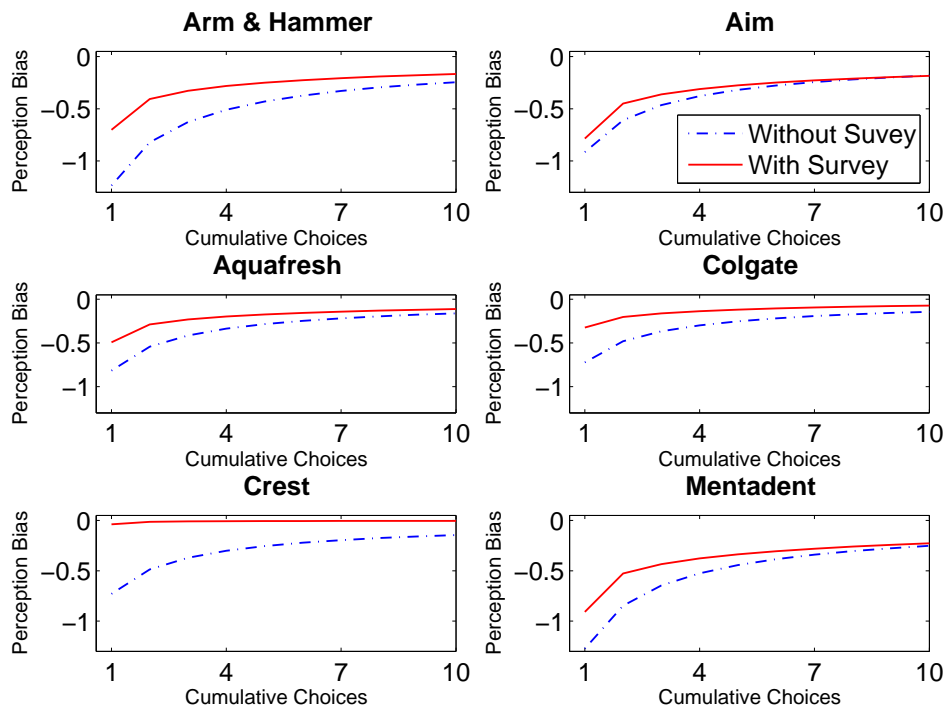 Arm & Hammer
Perception Bias
0
−0.5
−1
1 4 7 10
Cumulative Choices
Aim
Perception Bias
0
−0.5
−1
Without Suvey
With Survey
1 4 7 10
Cumulative Choices
Aquafresh
Perception Bias
0
−0.5
−1
1 4 7 10
Cumulative Choices
Colgate
Perception Bias
0
−0.5
−1
1 4 7 10
Cumulative Choices
Crest
Perception Bias
0
−0.5
−1
1 4 7 10
Cumulative Choices
Mentadent
Perception Bias
0
−0.5
−1
1 4 7 10
Cumulative Choices